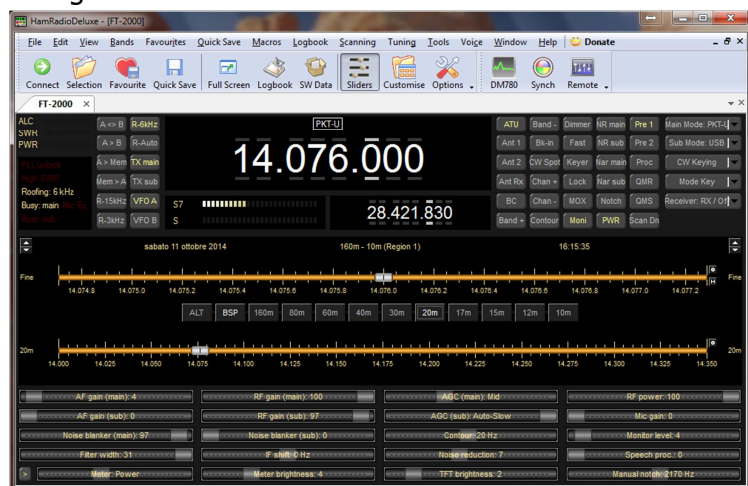 HamRadioDeluxe - [FT-2000]
File Edit View Bands Favourites Quick Save Macros Logbook Scanning Tuning Tools Voice Window Help Donate
Connect Selection Favourite Quick Save Full Screen Logbook SW Data Sliders Customise Options DM780 Synch Remote
FT-2000
ALC A <> B R-6kHz PKT-U ATU Band - Dimmer NR main Pre 1 Main Mode: PKT-U
SWR
PWR A > B R-Auto 14.076.000 Ant 1 Bk-in Fast NR sub Pre 2 Sub Mode: USB
PLL unlock A > Mem TX main Ant 2 CW Spot Keyer Nar main Proc CW Keying
High SWR Mem > A TX sub Ant Rx Chan + Lock Nar sub QMR Mode Key
Roofing: 6 kHz
Busy: main Mic Eq R-15kHz VFO A S7 28.421.830 BC Chan - MOX Notch QMS Receiver: RX / Of
Busy: sub R-3kHz VFO B S Band + Contour Moni PWR Scan Dn
sabato 11 ottobre 2014 160m - 10m (Region 1) 16:15:35
Fine Fine
H
14.074.8 14.075.0 14.075.2 14.075.4 14.075.6 14.075.8 14.076.0 14.076.2 14.076.4 14.076.6 14.076.8 14.077.0 14.077.2
ALT BSP 160m 80m 60m 40m 30m 20m 17m 15m 12m 10m
20m 20m
14.000 14.025 14.050 14.075 14.100 14.125 14.150 14.175 14.200 14.225 14.250 14.275 14.300 14.325 14.350
AF gain (main): 4 RF gain (main): 100 AGC (main): Mid RF power: 100
AF gain (sub): 0 RF gain (sub): 97 AGC (sub): Auto-Slow Mic gain: 0
Noise blanker (main): 97 Noise blanker (sub): 0 Contour: 20 Hz Monitor level: 4
Filter width: 31 IF shift: 0 Hz Noise reduction: 7 Speech proc.: 0
> Meter: Power Meter brightness: 4 TFT brightness: 2 Manual notch: 2170 Hz